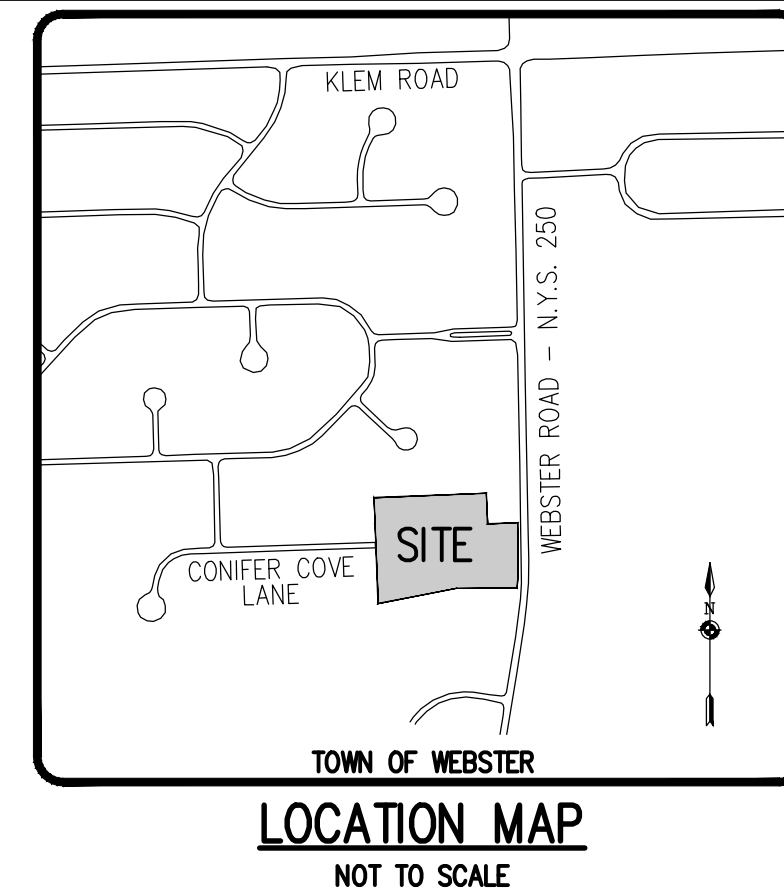 KLEM ROAD
WEBSTER ROAD – N.Y.S. 250
SITE
CONIFER COVE
LANE
N
TOWN OF WEBSTER
LOCATION MAP
NOT TO SCALE